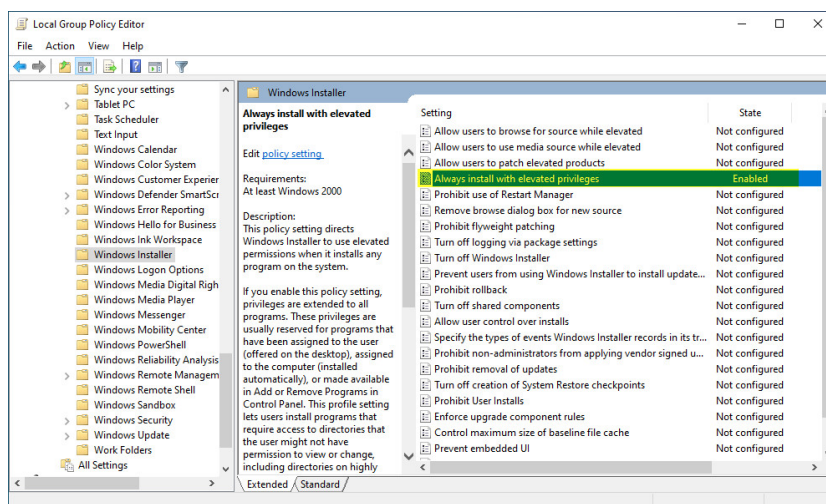 Local Group Policy Editor
File Action View Help
Sync your settings
Tablet PC
Task Scheduler
Text Input
Windows Calendar
Windows Color System
Windows Customer Experier
Windows Defender SmartScr
Windows Error Reporting
Windows Hello for Business
Windows Ink Workspace
Windows Installer
Windows Logon Options
Windows Media Digital Righ
Windows Media Player
Windows Messenger
Windows Mobility Center
Windows PowerShell
Windows Reliability Analysis
Windows Remote Managem
Windows Remote Shell
Windows Sandbox
Windows Security
Windows Update
Work Folders
All Settings
Windows Installer
Always install with elevated
privileges
Edit policy setting
Requirements:
At least Windows 2000
Description:
This policy setting directs
Windows Installer to use elevated
permissions when it installs any
program on the system.
If you enable this policy setting,
privileges are extended to all
programs. These privileges are
usually reserved for programs that
have been assigned to the user
(offered on the desktop), assigned
to the computer (installed
automatically), or made available
in Add or Remove Programs in
Control Panel. This profile setting
lets users install programs that
require access to directories that
the user might not have
permission to view or change,
including directories on highly
Setting State
Allow users to browse for source while elevated Not configured
Allow users to use media source while elevated Not configured
Allow users to patch elevated products Not configured
Always install with elevated privileges Enabled
Prohibit use of Restart Manager Not configured
Remove browse dialog box for new source Not configured
Prohibit flyweight patching Not configured
Turn off logging via package settings Not configured
Turn off Windows Installer Not configured
Prevent users from using Windows Installer to install update... Not configured
Prohibit rollback Not configured
Turn off shared components Not configured
Allow user control over installs Not configured
Specify the types of events Windows Installer records in its tr... Not configured
Prohibit non-administrators from applying vendor signed u... Not configured
Prohibit removal of updates Not configured
Turn off creation of System Restore checkpoints Not configured
Prohibit User Installs Not configured
Enforce upgrade component rules Not configured
Control maximum size of baseline file cache Not configured
Prevent embedded UI Not configured
Extended Standard